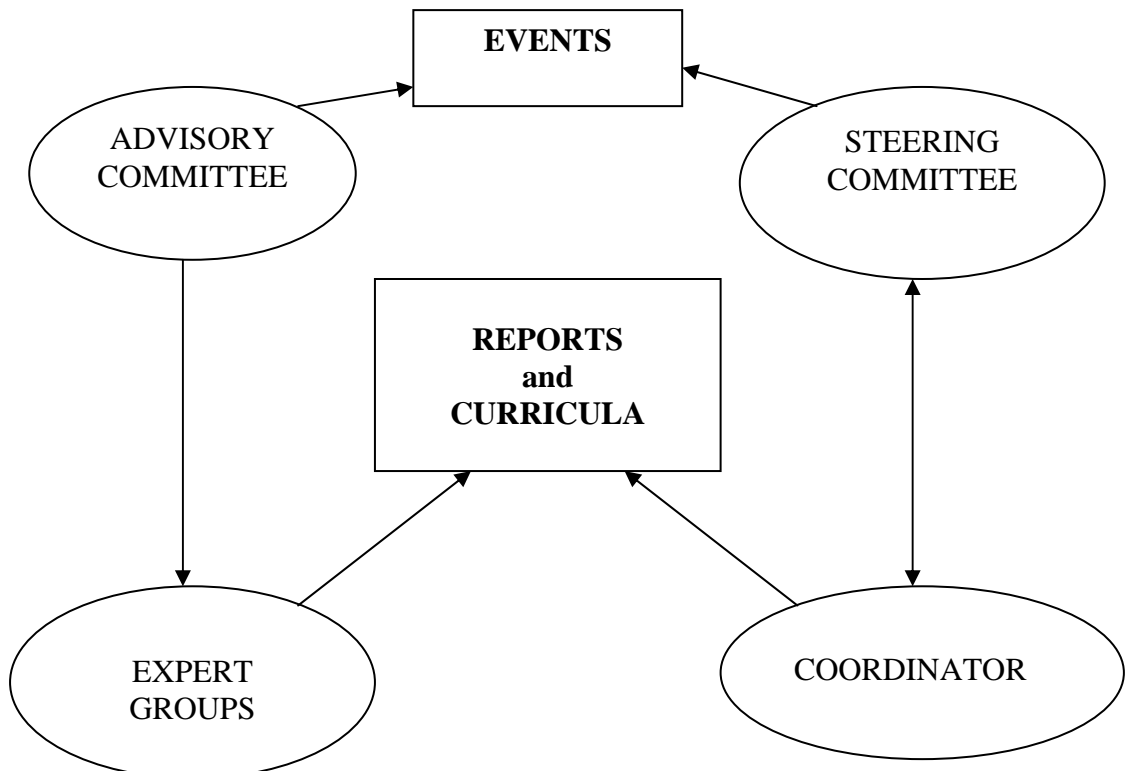 EVENTS
ADVISORY
COMMITTEE
STEERING
COMMITTEE
REPORTS
and
CURRICULA
EXPERT
GROUPS
COORDINATOR